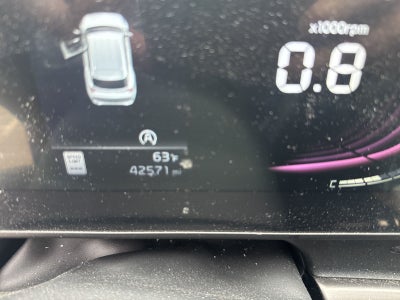 x1000rpm
0.8
A
63°F
SPEED
LIMIT
42571 mi
C